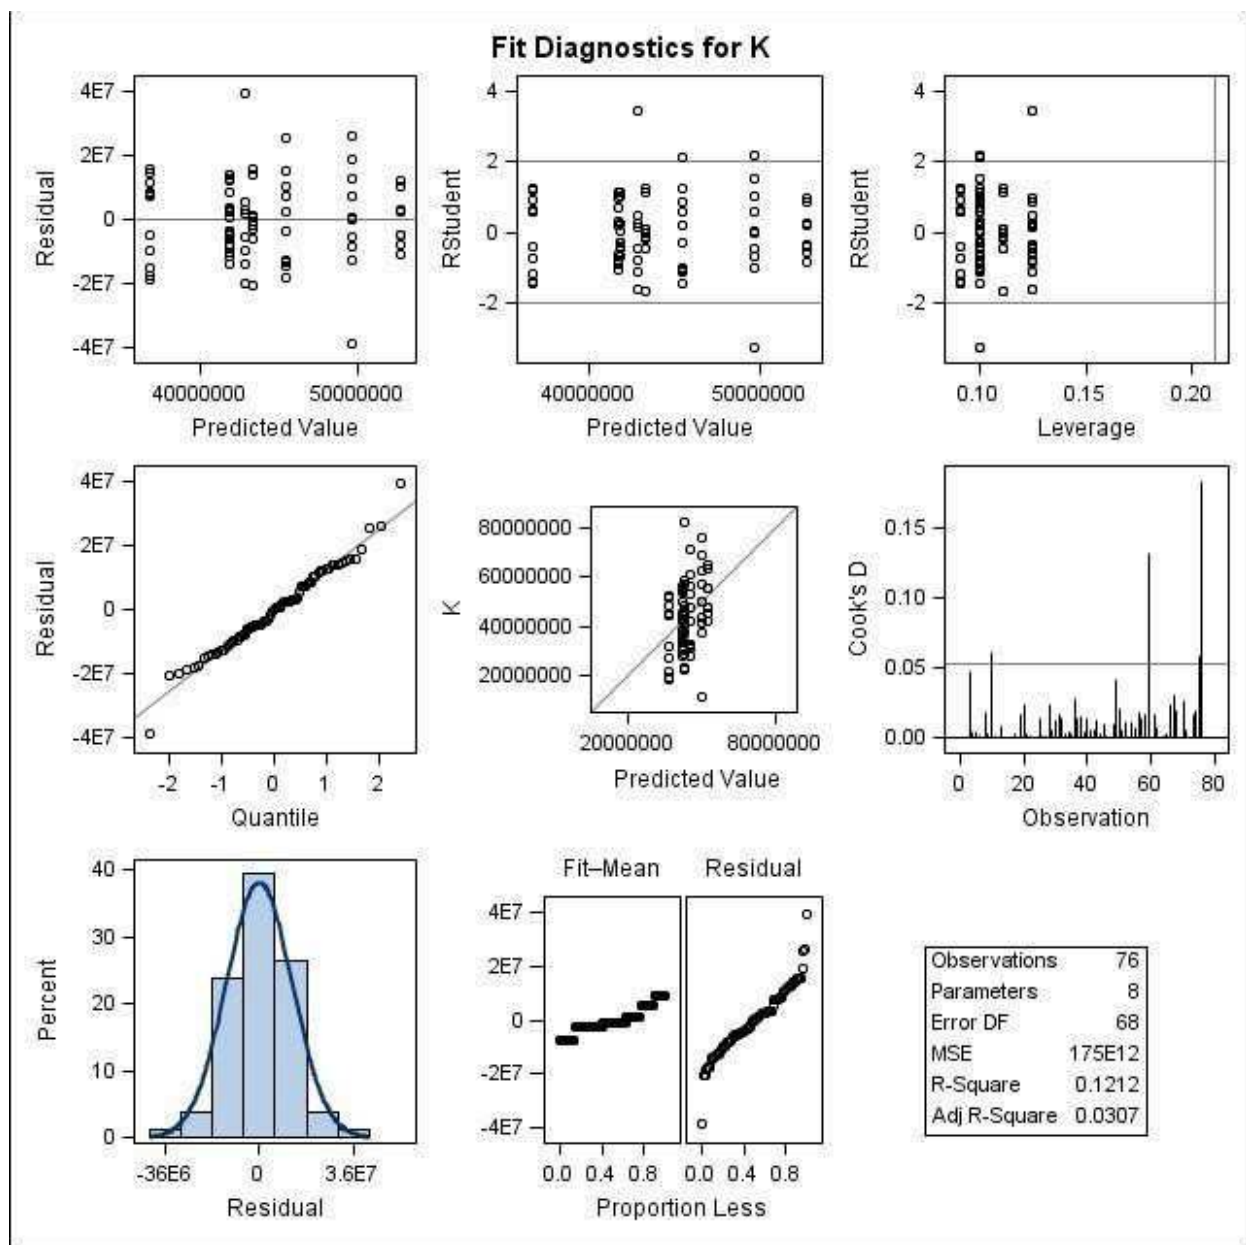 Fit Diagnostics for K
4E7
2E7
0
-2E7
-4E7
Residual
40000000 50000000
Predicted Value
4
2
0
-2
RStudent
40000000 50000000
Predicted Value
4
2
0
-2
RStudent
0.10 0.15 0.20
Leverage
4E7
2E7
0
-2E7
-4E7
Residual
-2 -1 0 1 2
Quantile
80000000
60000000
40000000
20000000
K
20000000 80000000
Predicted Value
0.15
0.10
0.05
0.00
Cook's D
0 20 40 60 80
Observation
40
30
20
10
0
Percent
-36E6 0 3.6E7
Residual
Fit–Mean Residual
4E7
2E7
0
-2E7
-4E7
0.0 0.4 0.8 0.0 0.4 0.8
Proportion Less
Observations 76
Parameters 8
Error DF 68
MSE 175E12
R-Square 0.1212
Adj R-Square 0.0307